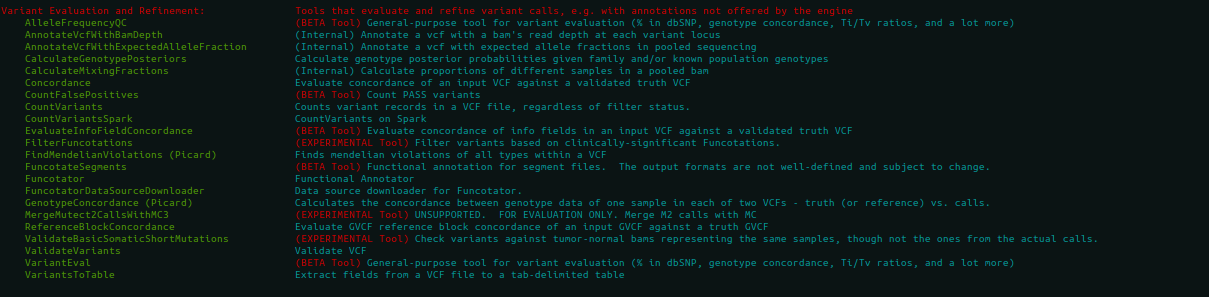 Variant Evaluation and Refinement: Tools that evaluate and refine variant calls, e.g. with annotations not offered by the engine
AlleleFrequencyQC (BETA Tool) General-purpose tool for variant evaluation (% in dbSNP, genotype concordance, Ti/Tv ratios, and a lot more)
AnnotateVcfWithBamDepth (Internal) Annotate a vcf with a bam's read depth at each variant locus
AnnotateVcfWithExpectedAlleleFraction (Internal) Annotate a vcf with expected allele fractions in pooled sequencing
CalculateGenotypePosteriors Calculate genotype posterior probabilities given family and/or known population genotypes
CalculateMixingFractions (Internal) Calculate proportions of different samples in a pooled bam
Concordance Evaluate concordance of an input VCF against a validated truth VCF
CountFalsePositives (BETA Tool) Count PASS variants
CountVariants Counts variant records in a VCF file, regardless of filter status.
CountVariantsSpark CountVariants on Spark
EvaluateInfoFieldConcordance (BETA Tool) Evaluate concordance of info fields in an input VCF against a validated truth VCF
FilterFuncotations (EXPERIMENTAL Tool) Filter variants based on clinically-significant Funcotations.
FindMendelianViolations (Picard) Finds mendelian violations of all types within a VCF
FuncotateSegments (BETA Tool) Functional annotation for segment files.  The output formats are not well-defined and subject to change.
Funcotator Functional Annotator
FuncotatorDataSourceDownloader Data source downloader for Funcotator.
GenotypeConcordance (Picard) Calculates the concordance between genotype data of one sample in each of two VCFs - truth (or reference) vs. calls.
MergeMutect2CallsWithMC3 (EXPERIMENTAL Tool) UNSUPPORTED.  FOR EVALUATION ONLY. Merge M2 calls with MC
ReferenceBlockConcordance Evaluate GVCF reference block concordance of an input GVCF against a truth GVCF
ValidateBasicSomaticShortMutations (EXPERIMENTAL Tool) Check variants against tumor-normal bams representing the same samples, though not the ones from the actual calls.
ValidateVariants Validate VCF
VariantEval (BETA Tool) General-purpose tool for variant evaluation (% in dbSNP, genotype concordance, Ti/Tv ratios, and a lot more)
VariantsToTable Extract fields from a VCF file to a tab-delimited table